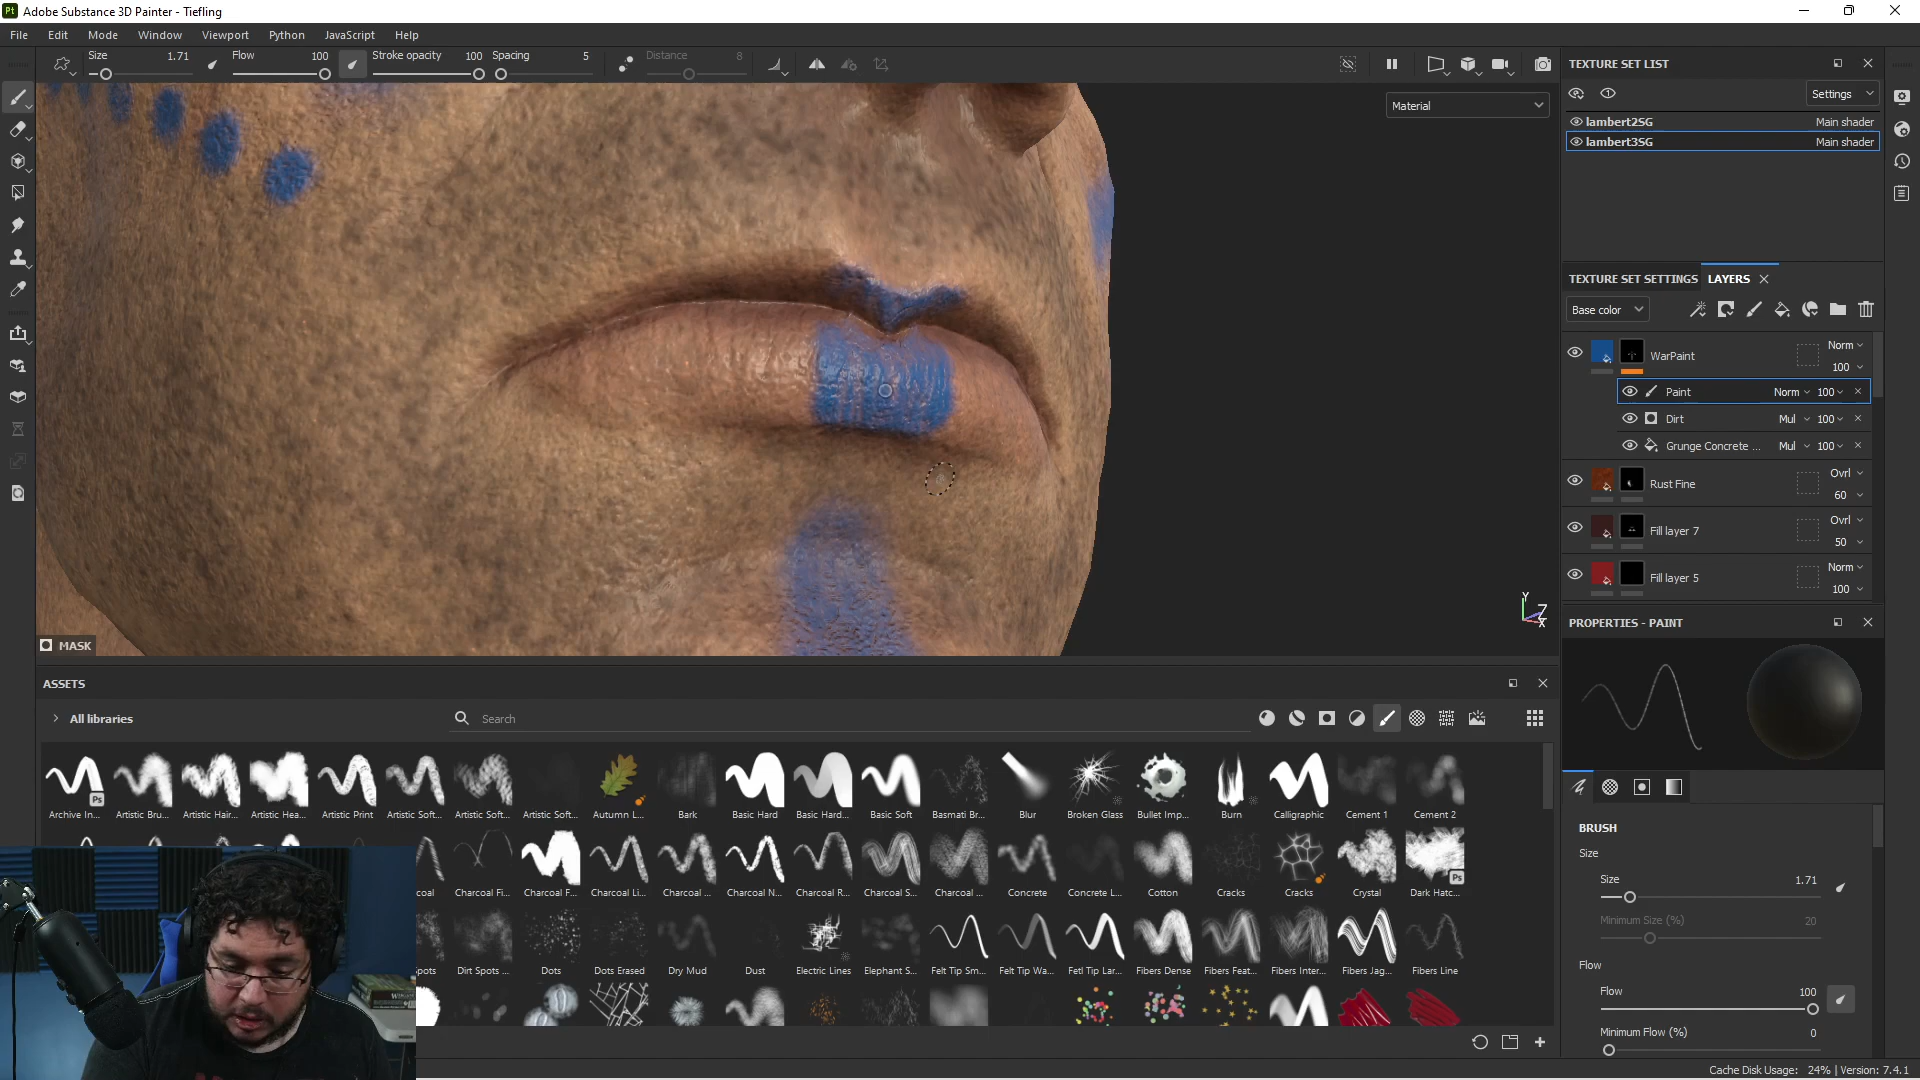 Pt Adobe Substance 3D Painter - Tiefling
File Edit Mode Window Viewport Python JavaScript Help
Size 1.71 Flow 100 Stroke opacity 100 Spacing 5 Distance 8
Material
TEXTURE SET LIST
Settings
lambert2SG Main shader
lambert3SG Main shader
TEXTURE SET SETTINGS LAYERS
Base color
WarPaint Norm 100
Paint Norm 100
Dirt Mul 100
Grunge Concrete ... Mul 100
Rust Fine Ovrl 60
Fill layer 7 Ovrl 50
Fill layer 5 Norm 100
Y Z X
MASK
PROPERTIES - PAINT
ASSETS
All libraries
Search
Archive In... Artistic Bru... Artistic Hair... Artistic Hea... Artistic Print Artistic Soft... Artistic Soft... Artistic Soft... Autumn L... Bark Basic Hard Basic Hard... Basic Soft Basmati Br... Blur Broken Glass Bullet Imp... Burn Calligraphic Cement 1 Cement 2
coal Charcoal Fi... Charcoal F... Charcoal Li... Charcoal ... Charcoal N... Charcoal R... Charcoal S... Charcoal ... Concrete Concrete L... Cotton Cracks Cracks Crystal Dark Hatc...
pots Dirt Spots ... Dots Dots Erased Dry Mud Dust Electric Lines Elephant S... Felt Tip Sm... Felt Tip Wa... Fetl Tip Lar... Fibers Dense Fibers Feat... Fibers Inter... Fibers Jag... Fibers Line
BRUSH
Size
Size 1.71
Minimum Size (%) 20
Flow
Flow 100
Minimum Flow (%) 0
Cache Disk Usage: 24% | Version: 7.4.1